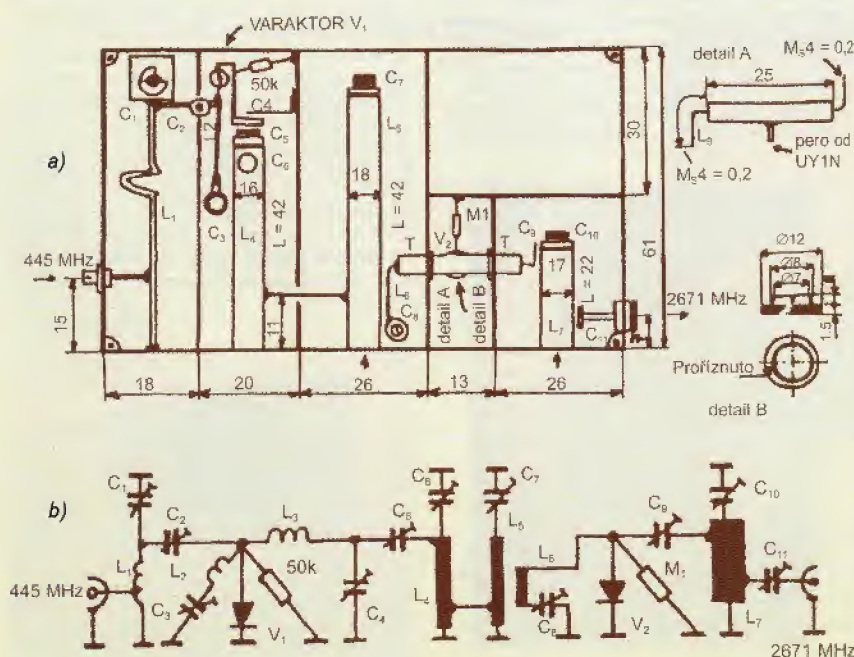 VARAKTOR V₁
a)
445 MHz
C₁
C₂
L₁
12
50k
C4
C₅
C₆
16
C₃
L₄
L = 42
C₇
L₅
18
L = 42
T
L₆
C₈
V₂
M1
detail A
detail B
T
C₉
C₁₀
17
L = 22
L₇
C₁₁
30
61
2671 MHz
15
11
18
20
26
13
26
detail A
25
Mₛ4 = 0,2
pero od
UY1N
Mₛ4 = 0,2
Ø12
Ø8
Ø7
1.5
Proříznuto
detail B
b)
C₁
C₂
L₃
C₆
C₇
L₅
C₉
C₁₀
445 MHz
L₁
L₂
C₃
50k
V₁
C₄
L₄
L₆
C₈
V₂
M₁
L₇
C₁₁
2671 MHz